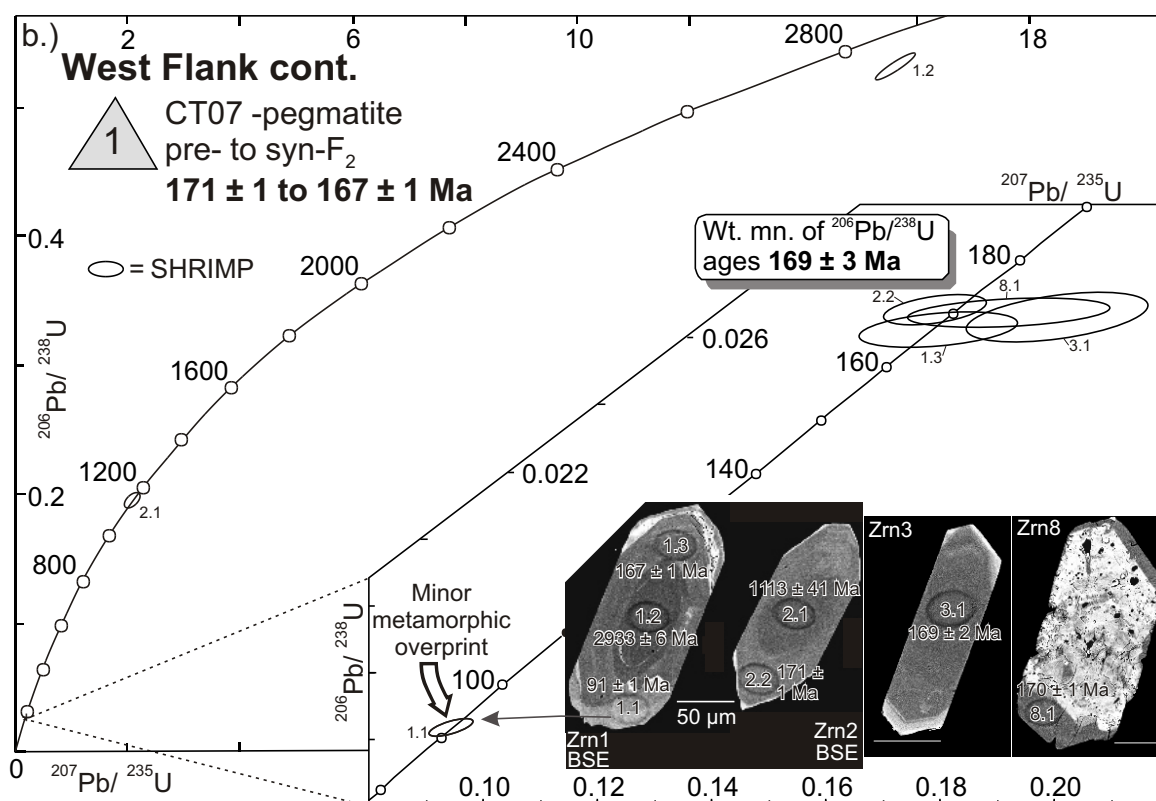 b.)
2
6
10
2800
18
West Flank cont.
1.2
1
CT07 -pegmatite
pre- to syn-F2
171 ± 1 to 167 ± 1 Ma
2400
207Pb/ 235U
0.4
Wt. mn. of 206Pb/238U
ages 169 ± 3 Ma
180
= SHRIMP
2000
2.2
8.1
0.026
1.3
3.1
206Pb/ 238U
1600
160
1200
140
0.022
0.2
2.1
800
Minor
metamorphic
overprint
206Pb/ 238U
100
1.1
1.3
167 ± 1 Ma
1.2
2933 ± 6 Ma
91 ± 1 Ma
1.1
Zrn1
BSE
50 µm
1113 ± 41 Ma
2.1
2.2
171 ±
1 Ma
Zrn2
BSE
Zrn3
3.1
169 ± 2 Ma
Zrn8
170 ± 1 Ma
8.1
0
207Pb/ 235U
0.10
0.12
0.14
0.16
0.18
0.20